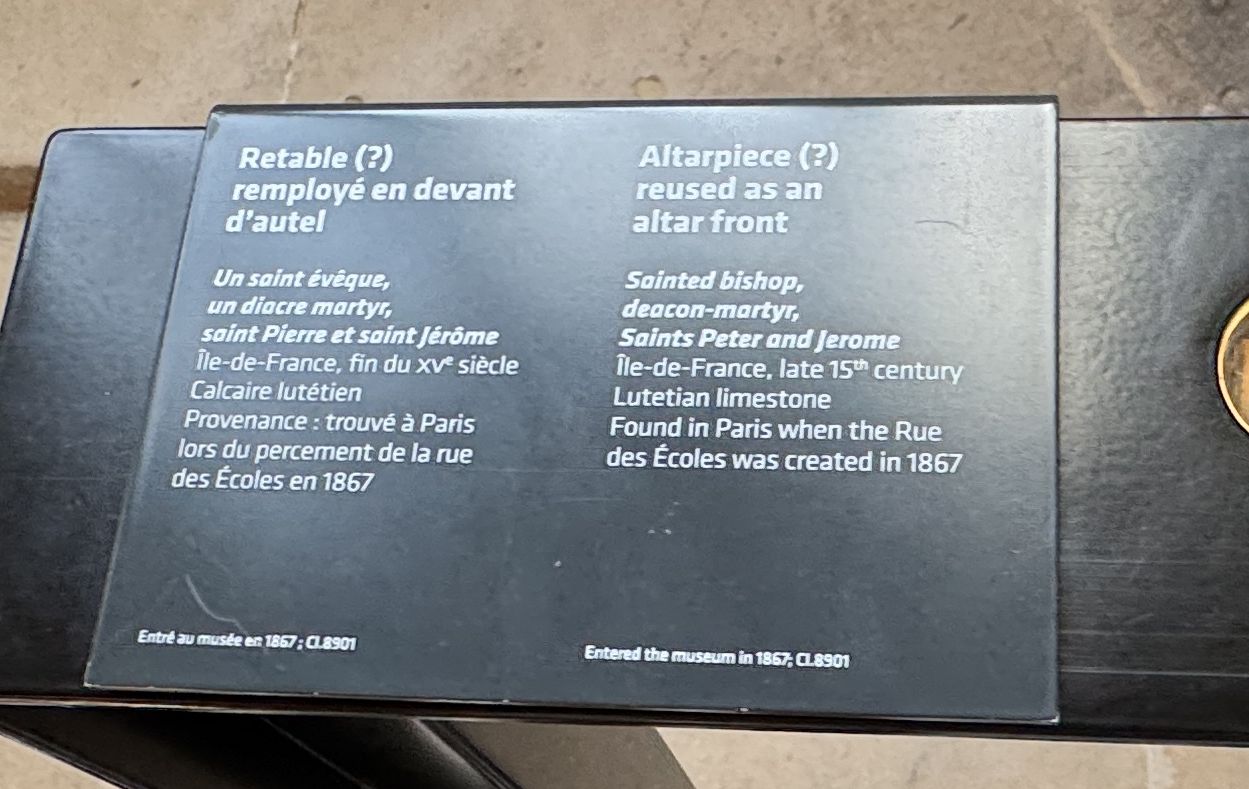 Retable (?)
remployé en devant
d'autel
Un saint évêque,
un diacre martyr,
saint Pierre et saint Jérôme
Île-de-France, fin du XVe siècle
Calcaire lutétien
Provenance : trouvé à Paris
lors du percement de la rue
des Écoles en 1867
Entré au musée en 1867 ; Cl.8901
Altarpiece (?)
reused as an
altar front
Sainted bishop,
deacon-martyr,
Saints Peter and Jerome
Île-de-France, late 15th century
Lutetian limestone
Found in Paris when the Rue
des Écoles was created in 1867
Entered the museum in 1867; Cl.8901